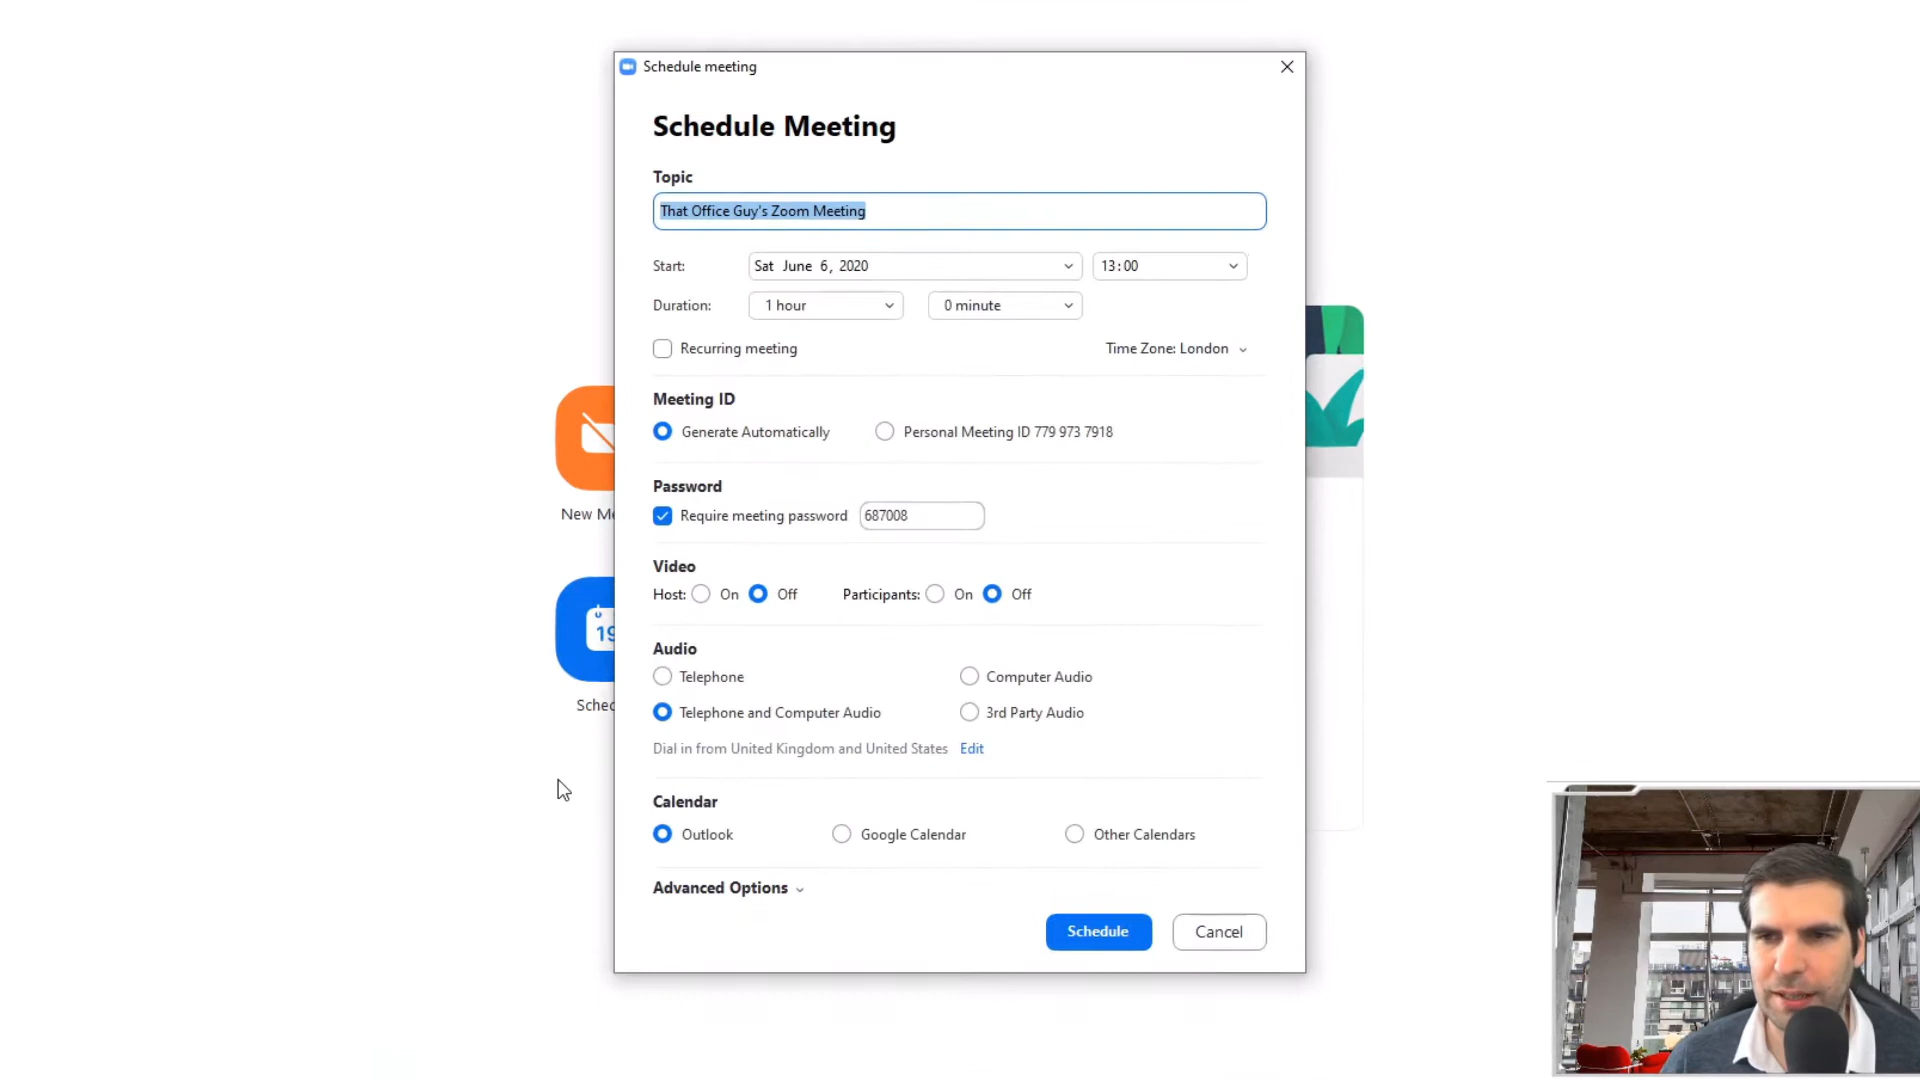 Schedule meeting
Schedule Meeting
Topic
That Office Guy's Zoom Meeting
Start: Sat June 6, 2020 13:00
Duration: 1 hour 0 minute
Recurring meeting Time Zone: London
Meeting ID
Generate Automatically Personal Meeting ID 779 973 7918
New Me
Password
Require meeting password 687008
Video
Host: On Off Participants: On Off
19
Audio
Telephone Computer Audio
Sched
Telephone and Computer Audio 3rd Party Audio
Dial in from United Kingdom and United States Edit
Calendar
Outlook Google Calendar Other Calendars
Advanced Options
Schedule Cancel